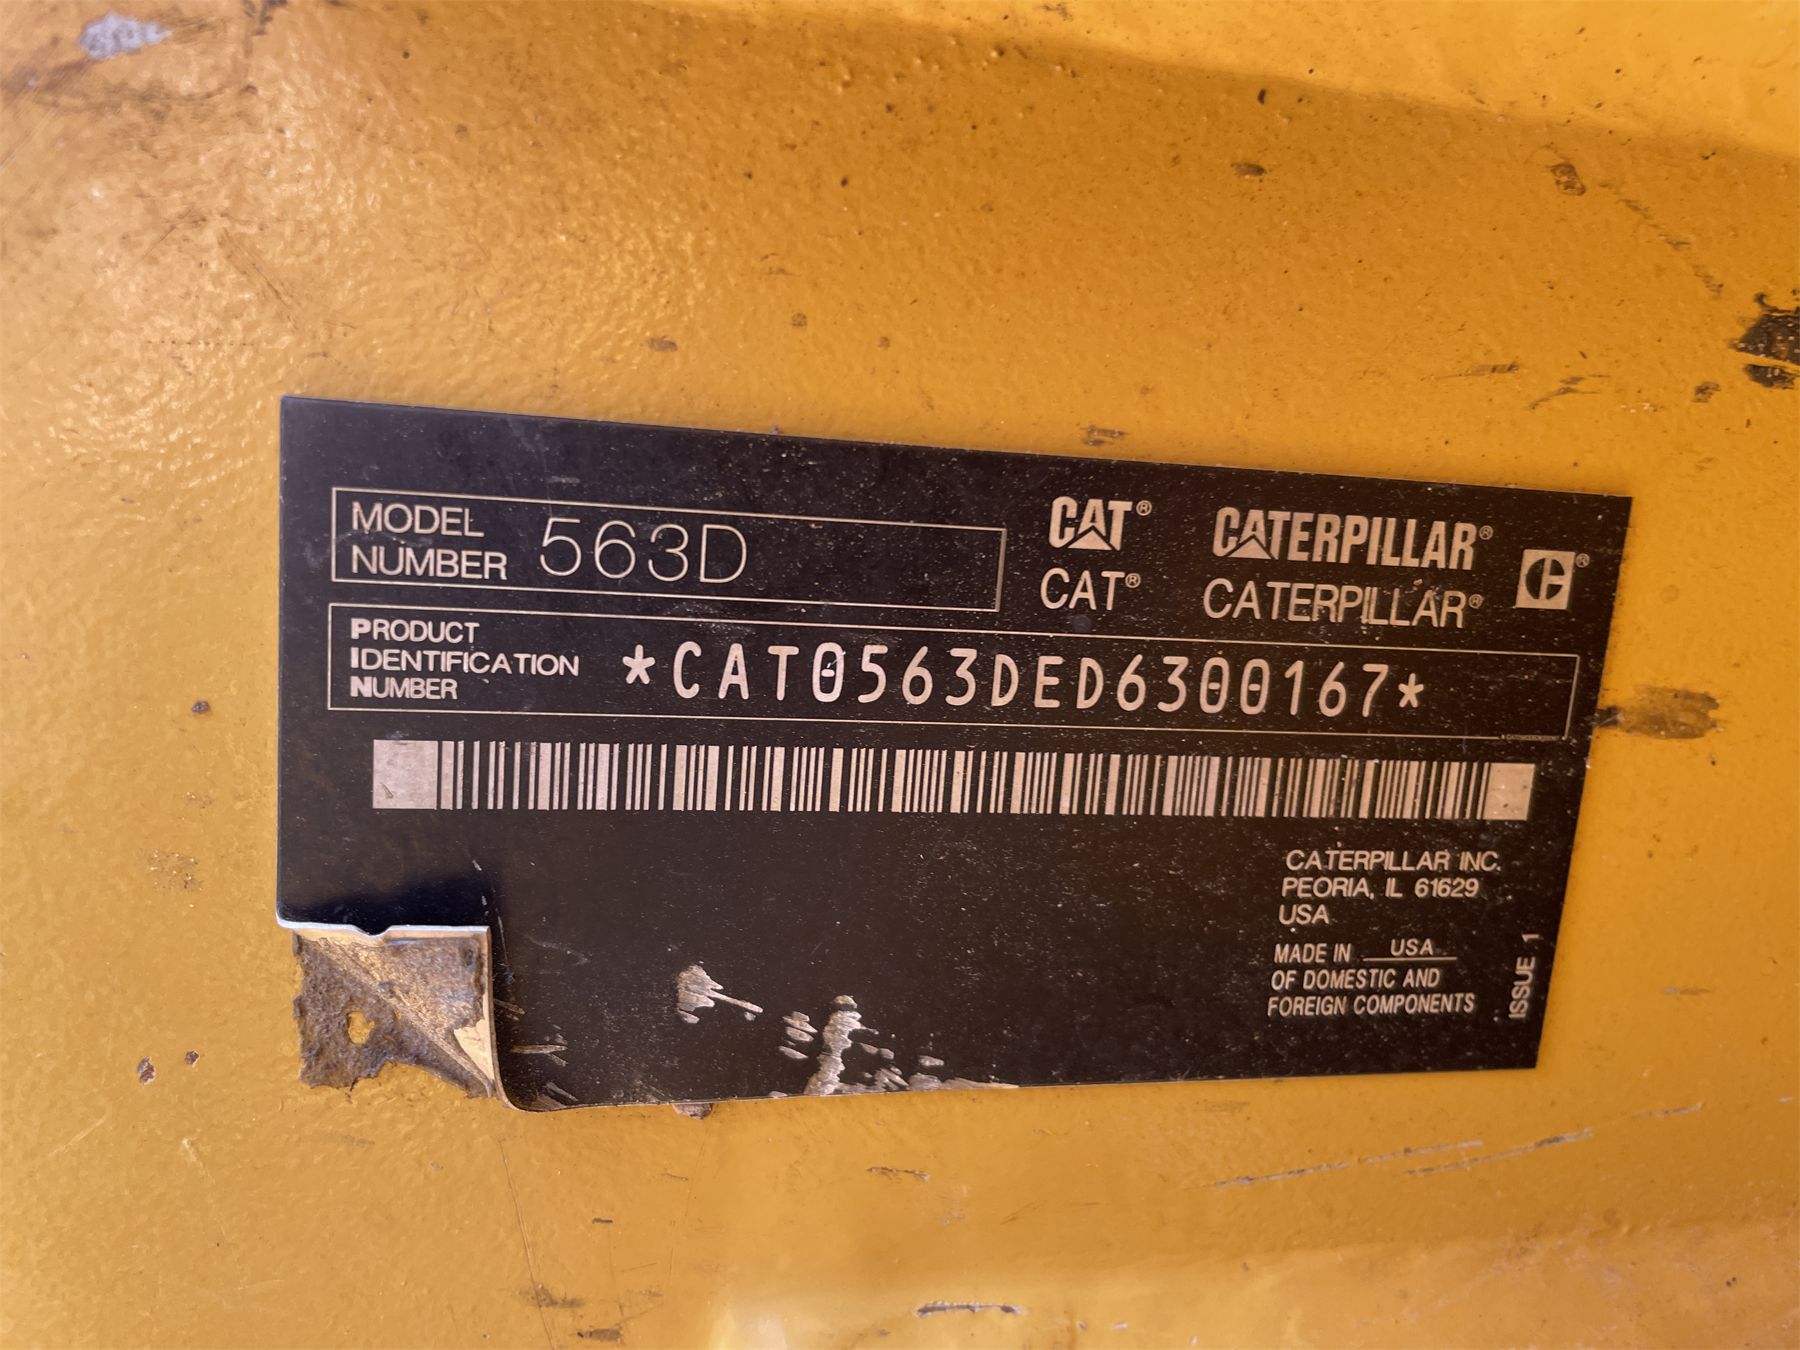 MODEL
NUMBER 563D
CAT® CATERPILLAR® ®
CAT® CATERPILLAR®
PRODUCT
IDENTIFICATION
NUMBER
*CAT0563DED6300167*
CATERPILLAR INC.
PEORIA, IL 61629
USA
MADE IN USA
OF DOMESTIC AND
FOREIGN COMPONENTS
ISSUE 1